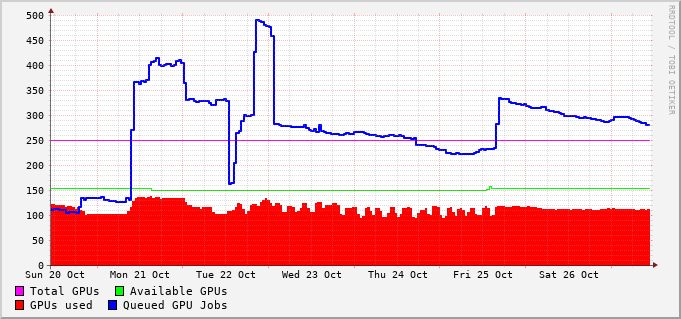 500
450
400
350
300
250
200
150
100
50
0
Sun 20 Oct Mon 21 Oct Tue 22 Oct Wed 23 Oct Thu 24 Oct Fri 25 Oct Sat 26 Oct
Total GPUs Available GPUs
GPUs used Queued GPU Jobs
RRDTOOL / TOBI OETIKER